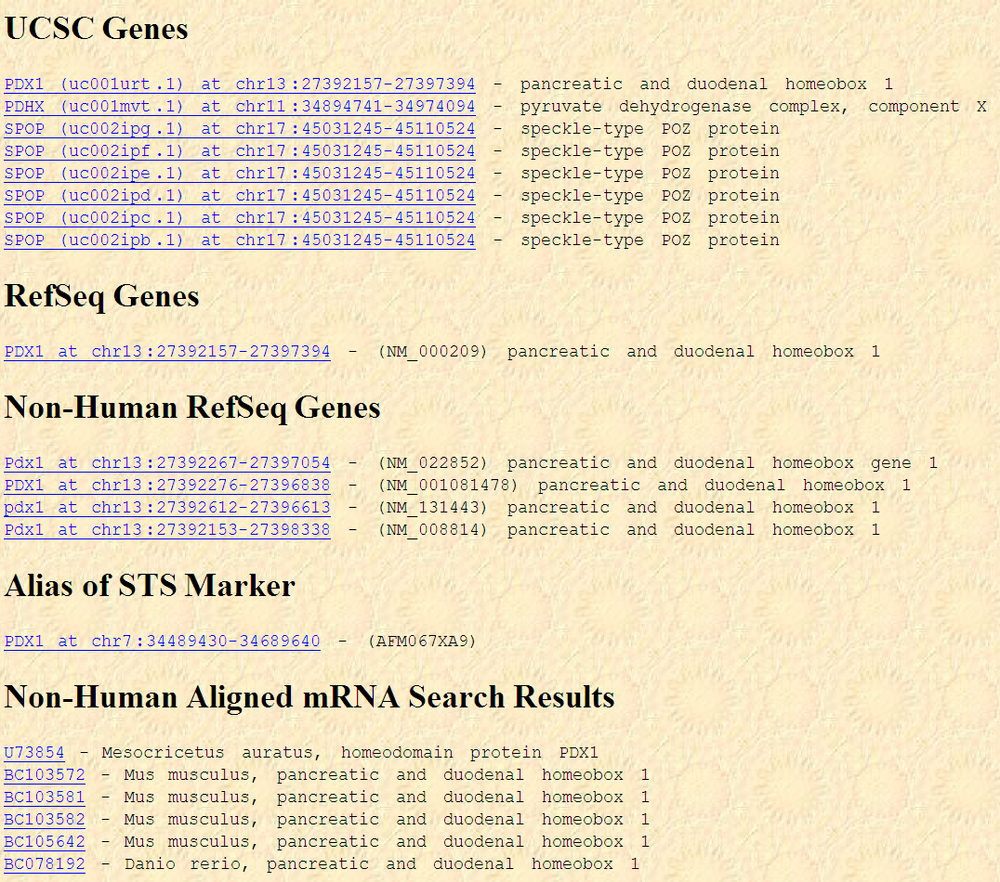 UCSC Genes
PDX1 (uc001urt.1) at chr13:27392157-27397394 - pancreatic and duodenal homeobox 1
PDHX (uc001mvt.1) at chr11:34894741-34974094 - pyruvate dehydrogenase complex, component X
SPOP (uc002ipg.1) at chr17:45031245-45110524 - speckle-type POZ protein
SPOP (uc002ipf.1) at chr17:45031245-45110524 - speckle-type POZ protein
SPOP (uc002ipe.1) at chr17:45031245-45110524 - speckle-type POZ protein
SPOP (uc002ipd.1) at chr17:45031245-45110524 - speckle-type POZ protein
SPOP (uc002ipc.1) at chr17:45031245-45110524 - speckle-type POZ protein
SPOP (uc002ipb.1) at chr17:45031245-45110524 - speckle-type POZ protein
RefSeq Genes
PDX1 at chr13:27392157-27397394 - (NM_000209) pancreatic and duodenal homeobox 1
Non-Human RefSeq Genes
Pdx1 at chr13:27392267-27397054 - (NM_022852) pancreatic and duodenal homeobox gene 1
PDX1 at chr13:27392276-27396838 - (NM_001081478) pancreatic and duodenal homeobox 1
pdx1 at chr13:27392612-27396613 - (NM_131443) pancreatic and duodenal homeobox 1
Pdx1 at chr13:27392153-27398338 - (NM_008814) pancreatic and duodenal homeobox 1
Alias of STS Marker
PDX1 at chr7:34489430-34689640 - (AFM067XA9)
Non-Human Aligned mRNA Search Results
U73854 - Mesocricetus auratus, homeodomain protein PDX1
BC103572 - Mus musculus, pancreatic and duodenal homeobox 1
BC103581 - Mus musculus, pancreatic and duodenal homeobox 1
BC103582 - Mus musculus, pancreatic and duodenal homeobox 1
BC105642 - Mus musculus, pancreatic and duodenal homeobox 1
BC078192 - Danio rerio, pancreatic and duodenal homeobox 1